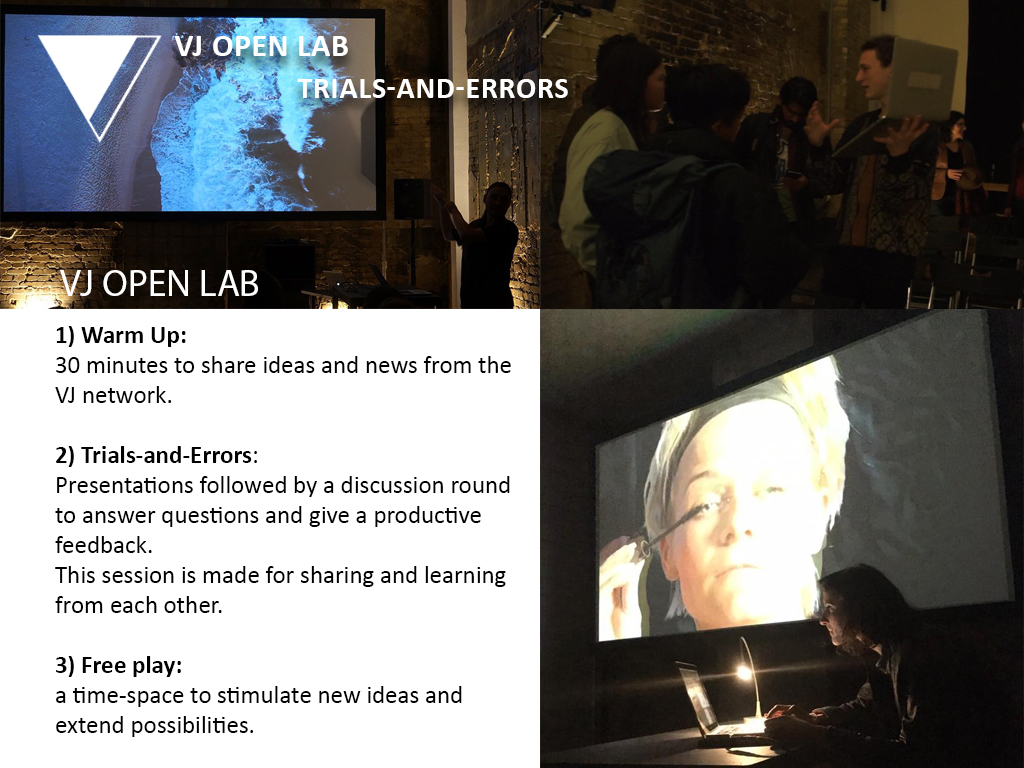 VJ OPEN LAB
TRIALS-AND-ERRORS
VJ OPEN LAB
1) Warm Up:
30 minutes to share ideas and news from the
VJ network.
2) Trials-and-Errors:
Presentations followed by a discussion round
to answer questions and give a productive
feedback.
This session is made for sharing and learning
from each other.
3) Free play:
a time-space to stimulate new ideas and
extend possibilities.